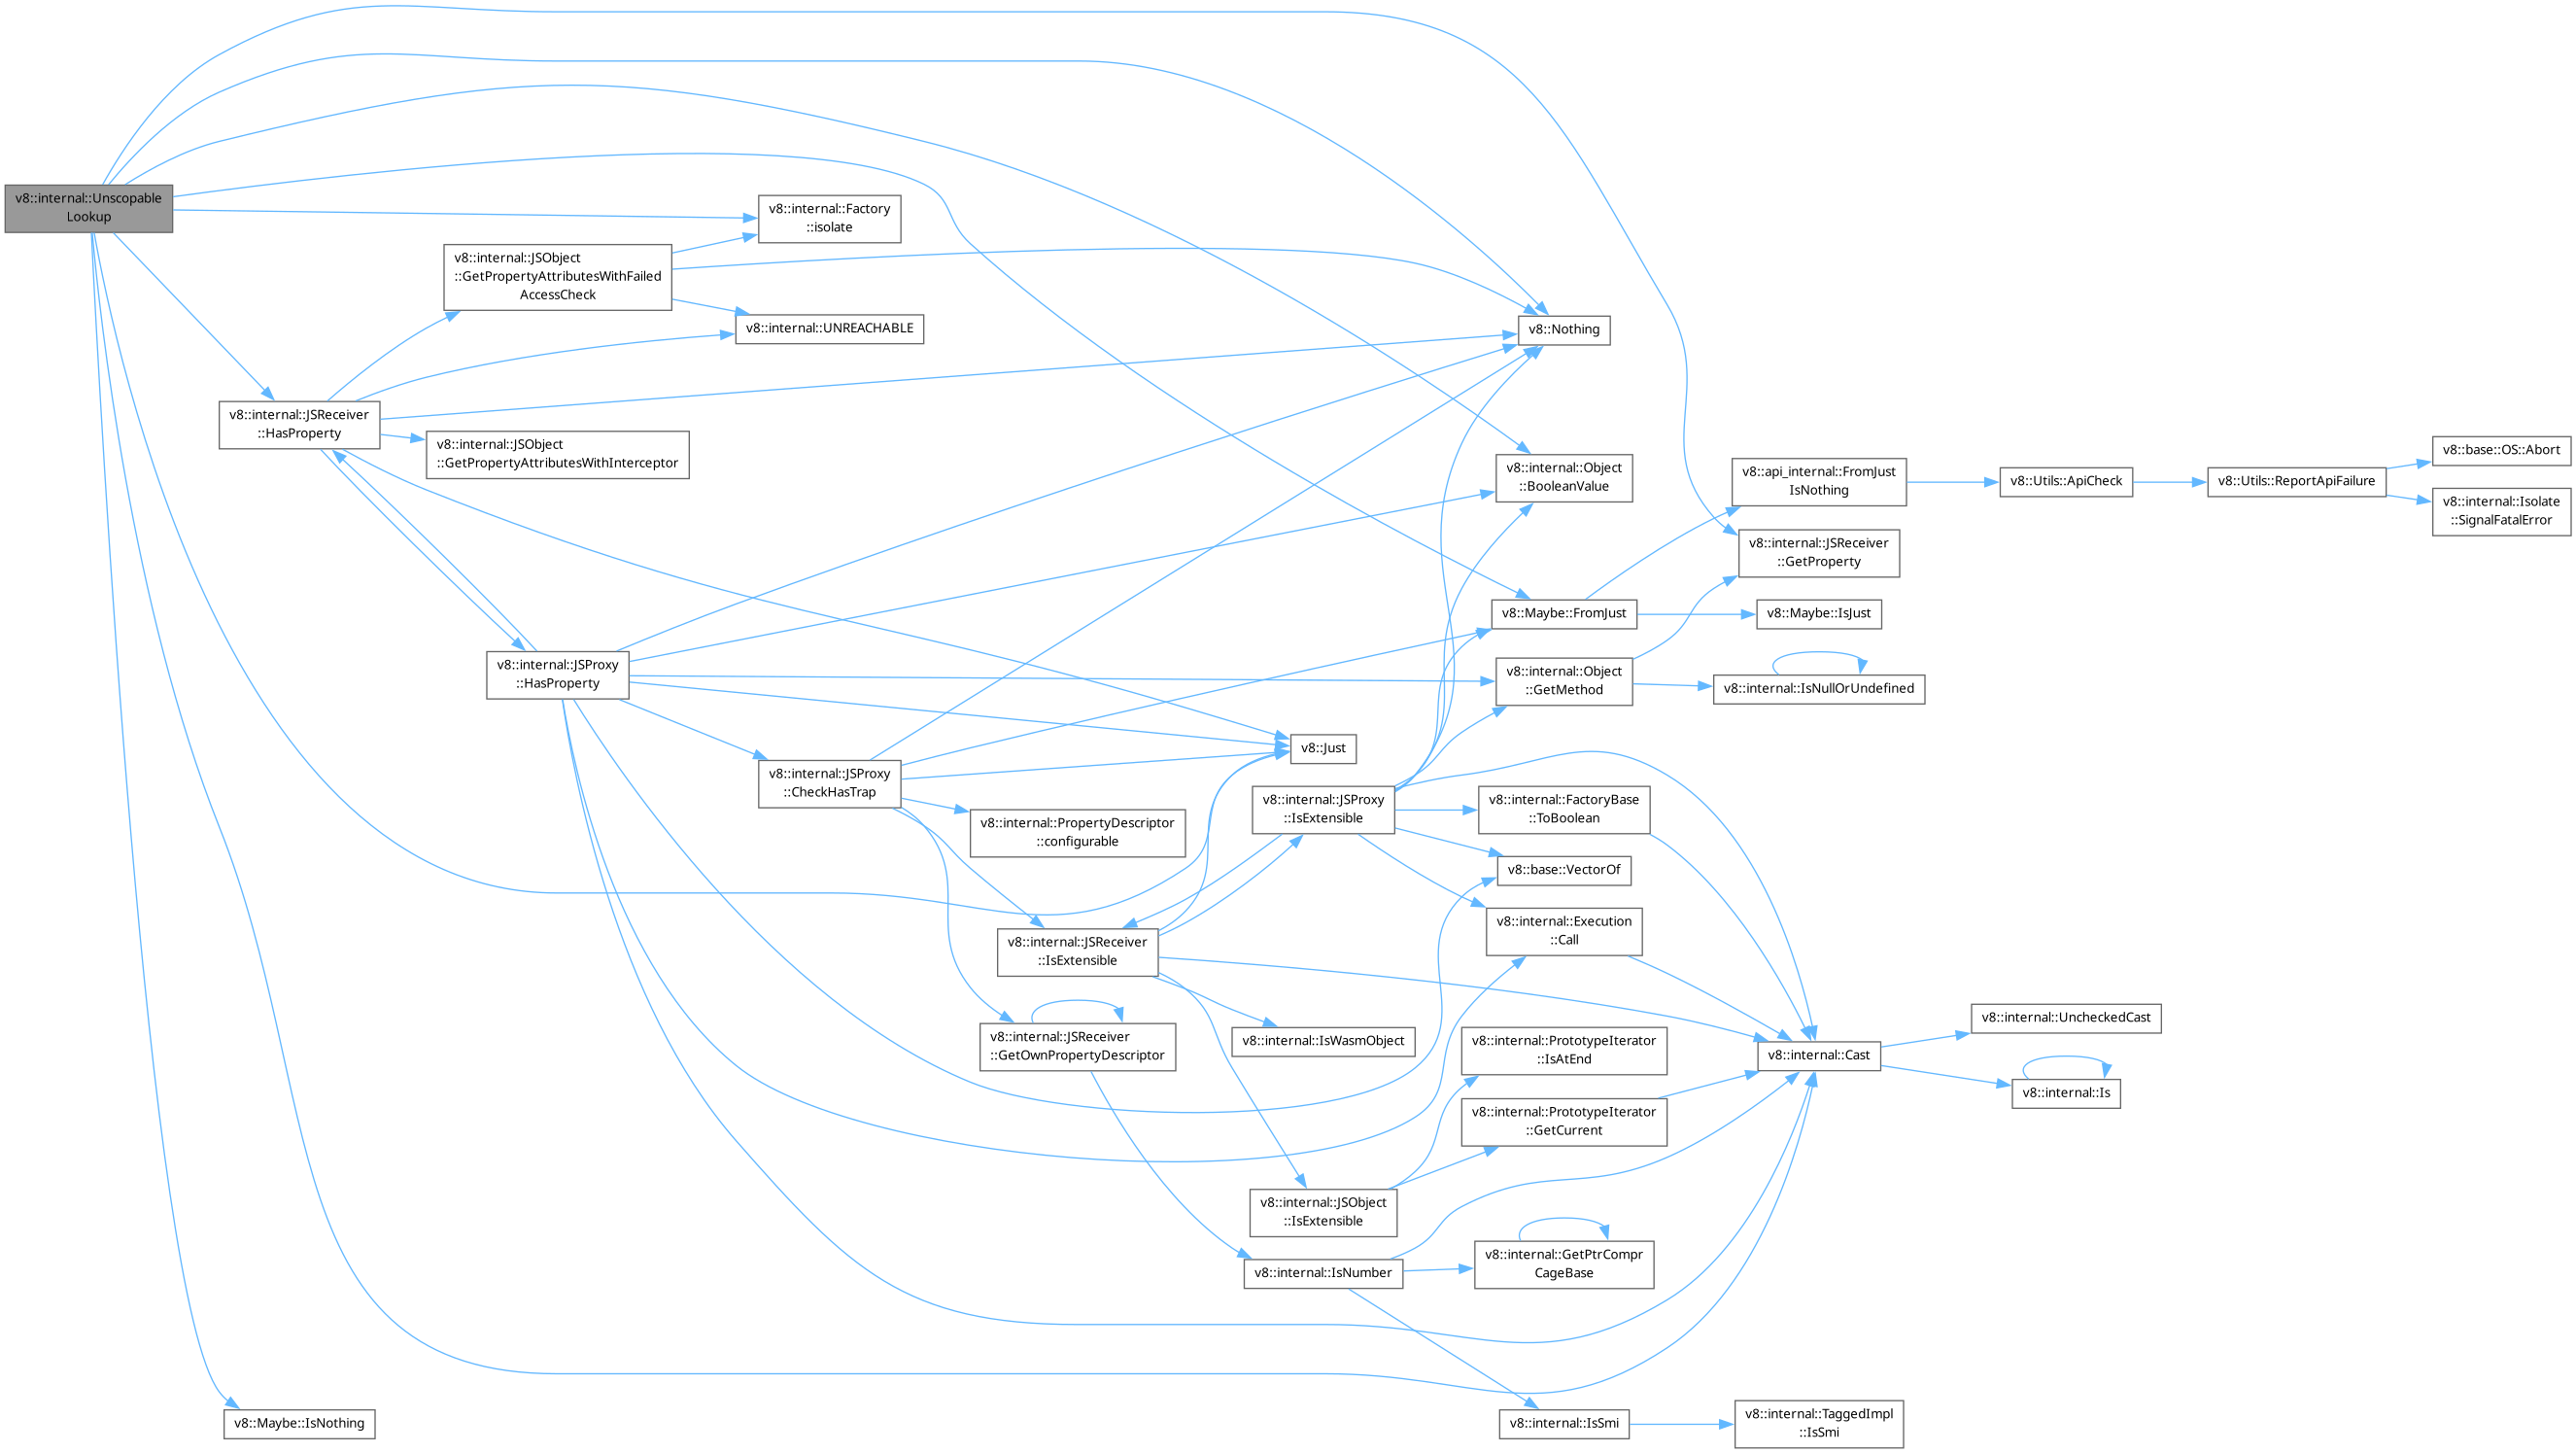 v8::internal::Unscopable
Lookup
v8::internal::JSReceiver
::HasProperty
v8::Maybe::IsNothing
v8::internal::JSObject
::GetPropertyAttributesWithFailed
AccessCheck
v8::internal::JSObject
::GetPropertyAttributesWithInterceptor
v8::internal::JSProxy
::HasProperty
v8::internal::Factory
::isolate
v8::internal::UNREACHABLE
v8::internal::JSProxy
::CheckHasTrap
v8::internal::PropertyDescriptor
::configurable
v8::internal::JSReceiver
::IsExtensible
v8::internal::JSReceiver
::GetOwnPropertyDescriptor
v8::Just
v8::internal::JSProxy
::IsExtensible
v8::internal::IsWasmObject
v8::internal::JSObject
::IsExtensible
v8::internal::IsNumber
v8::Nothing
v8::internal::Object
::BooleanValue
v8::Maybe::FromJust
v8::internal::Object
::GetMethod
v8::internal::FactoryBase
::ToBoolean
v8::base::VectorOf
v8::internal::Execution
::Call
v8::internal::PrototypeIterator
::IsAtEnd
v8::internal::PrototypeIterator
::GetCurrent
v8::internal::GetPtrCompr
CageBase
v8::internal::IsSmi
v8::api_internal::FromJust
IsNothing
v8::internal::JSReceiver
::GetProperty
v8::Maybe::IsJust
v8::internal::IsNullOrUndefined
v8::internal::Cast
v8::internal::TaggedImpl
::IsSmi
v8::Utils::ApiCheck
v8::internal::UncheckedCast
v8::internal::Is
v8::Utils::ReportApiFailure
v8::base::OS::Abort
v8::internal::Isolate
::SignalFatalError